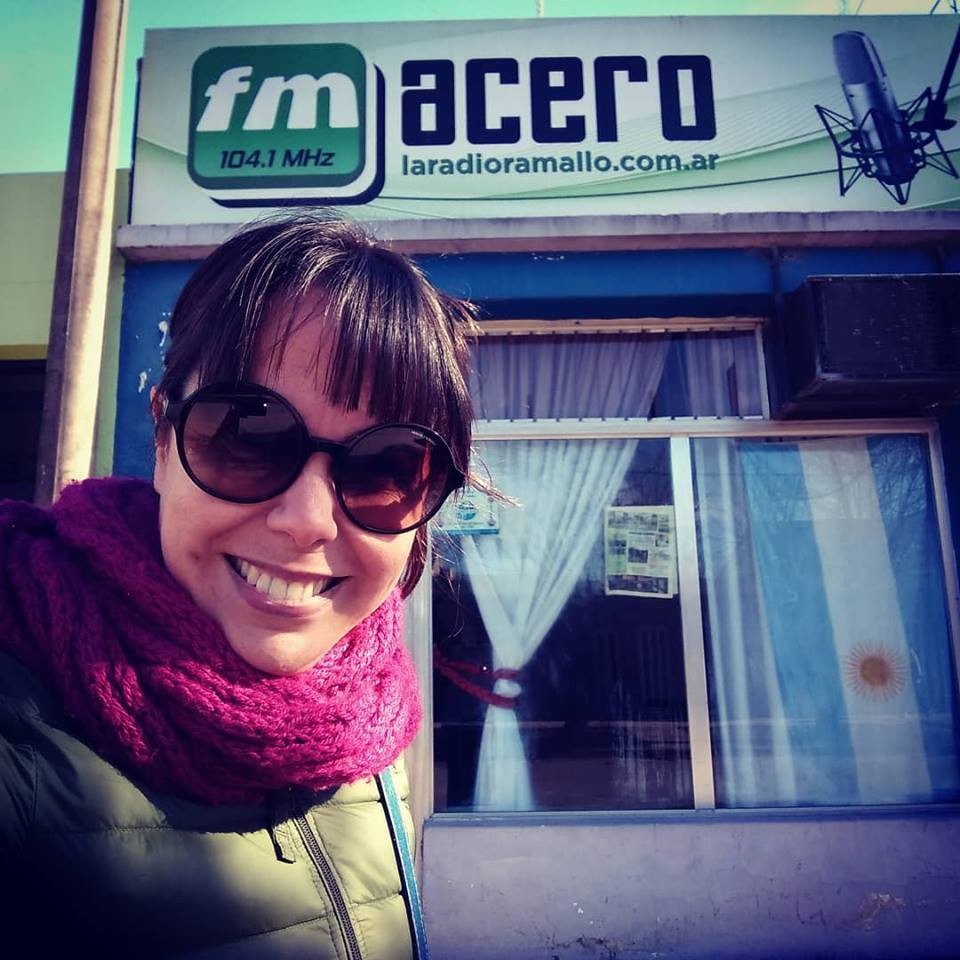 fm
104.1 MHz
acero
laradioramallo.com.ar